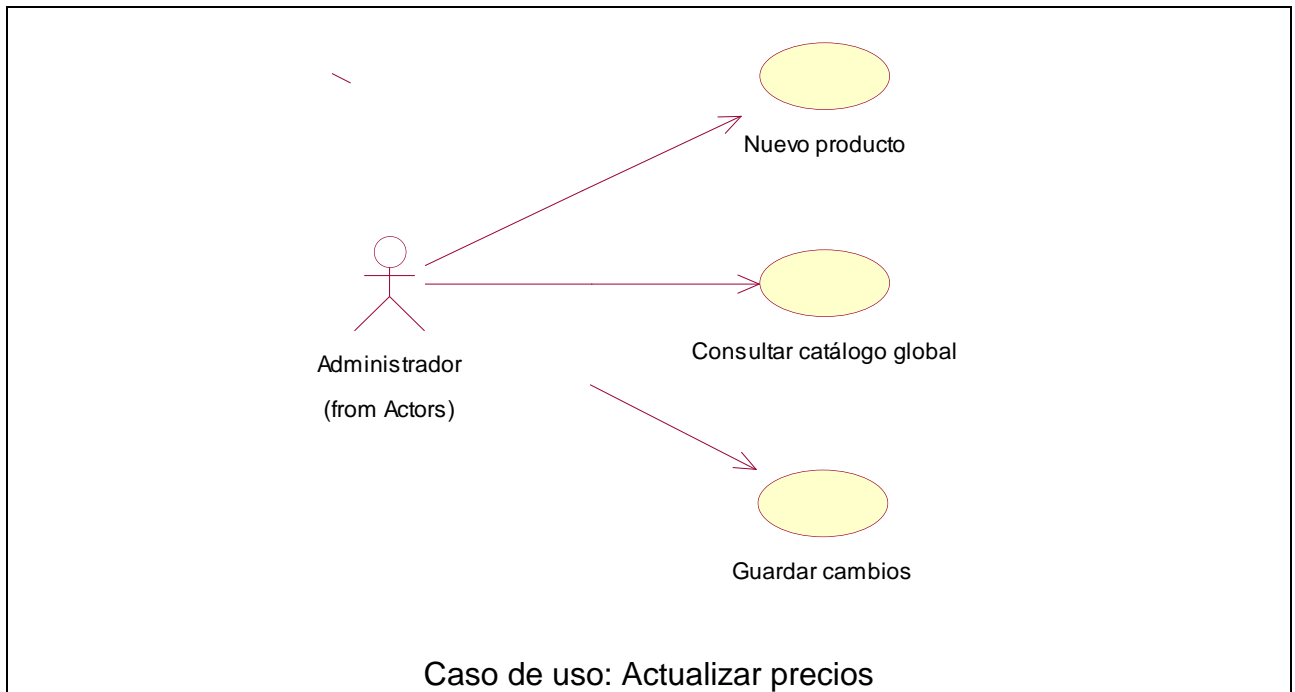 Nuevo producto
Consultar catálogo global
Administrador
(from Actors)
Guardar cambios
Caso de uso: Actualizar precios